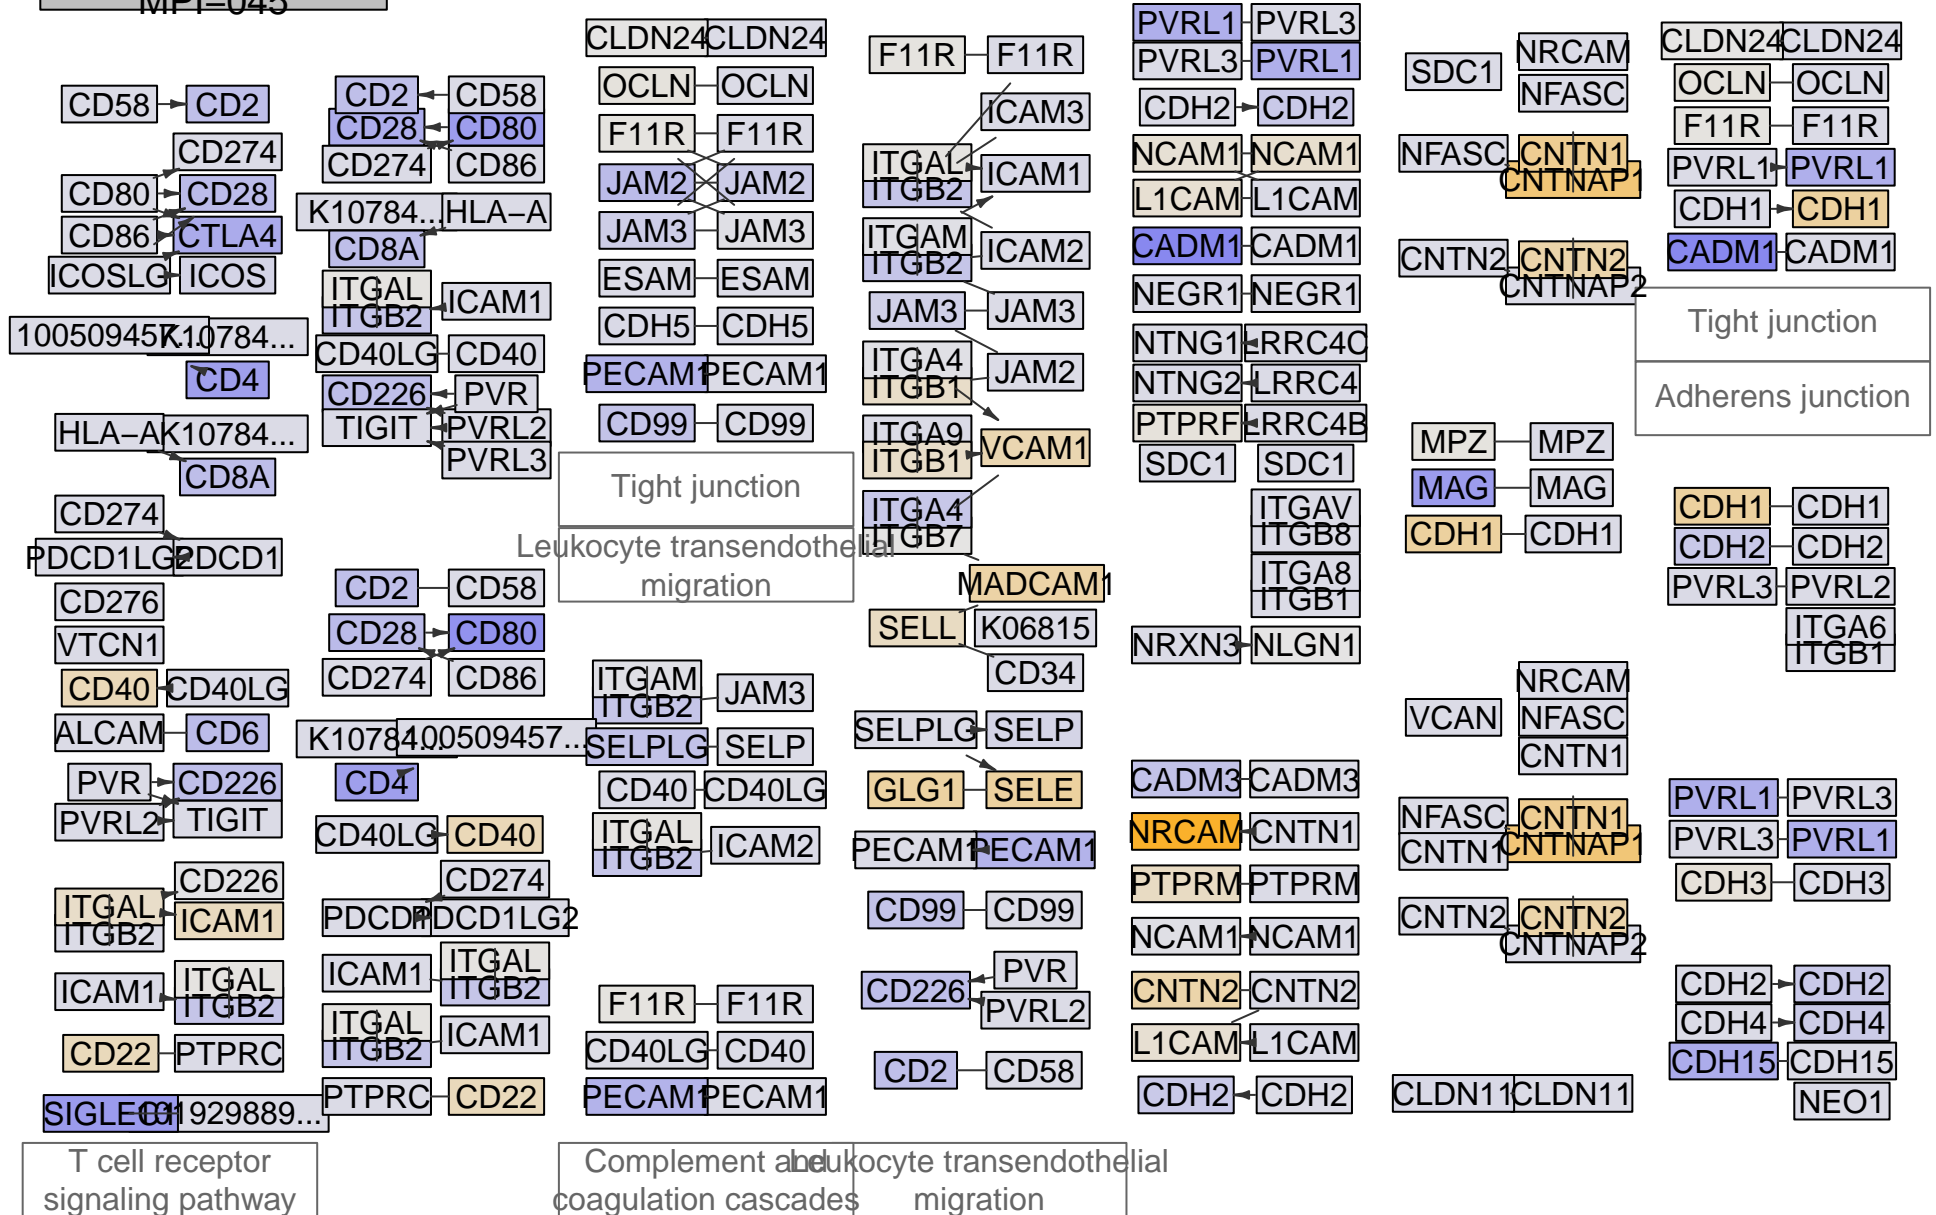 MPI−045
CD58
CD2
CD274
CD80
CD28
CD86
CTLA4
ICOSLG
ICOS
100509457...
K10784...
CD4
HLA−A
K10784...
CD8A
CD274
PDCD1LG2
PDCD1
CD276
VTCN1
CD40
CD40LG
ALCAM
CD6
PVR
CD226
PVRL2
TIGIT
CD226
ITGAL
ICAM1
ITGB2
ICAM1
ITGAL
ITGB2
CD22
PTPRC
101929889...
T cell receptor
signaling pathway
CD2
CD58
CD28
CD80
CD274
CD86
K10784...
HLA−A
CD8A
ITGAL
ITGB2
ICAM1
CD40LG
CD40
CD226
PVR
TIGIT
PVRL2
PVRL3
CD2
CD58
CD28
CD80
CD274
CD86
K10784...
100509457...
CD4
CD40LG
CD40
CD274
PDCD1
PDCD1LG2
ICAM1
ITGAL
ITGB2
ITGAL
ITGB2
ICAM1
PTPRC
CD22
CLDN24
CLDN24
OCLN
OCLN
F11R
F11R
JAM2
JAM2
JAM3
JAM3
ESAM
ESAM
CDH5
CDH5
PECAM1
PECAM1
CD99
CD99
Tight junction
Leukocyte transendothelial
migration
ITGAM
ITGB2
JAM3
SELPLG
SELP
CD40
CD40LG
ITGAL
ITGB2
ICAM2
F11R
F11R
CD40LG
CD40
PECAM1
PECAM1
Complement and
coagulation cascades
F11R
F11R
ICAM3
ITGAL
ITGB2
ICAM1
ITGAM
ITGB2
ICAM2
JAM3
JAM3
ITGA4
ITGB1
JAM2
ITGA9
ITGB1
VCAM1
ITGA4
ITGB7
MADCAM1
SELL
K06815
CD34
SELPLG
SELP
GLG1
SELE
PECAM1
PECAM1
CD99
CD99
CD226
PVR
PVRL2
CD2
CD58
Leukocyte transendothelial
migration
PVRL1
PVRL3
PVRL3
PVRL1
CDH2
CDH2
NCAM1
NCAM1
L1CAM
L1CAM
CADM1
CADM1
NEGR1
NEGR1
NTNG1
LRRC4C
NTNG2
LRRC4
PTPRF
LRRC4B
SDC1
SDC1
ITGAV
ITGB8
ITGA8
ITGB1
NRXN3
NLGN1
CADM3
CADM3
NRCAM
CNTN1
PTPRM
PTPRM
NCAM1
NCAM1
CNTN2
CNTN2
L1CAM
L1CAM
CDH2
CDH2
SDC1
NRCAM
NFASC
NFASC
CNTN1
CNTNAP1
CNTN2
CNTN2
CNTNAP2
MPZ
MPZ
MAG
MAG
CDH1
CDH1
VCAN
NRCAM
NFASC
CNTN1
NFASC
CNTN1
CNTN1
CNTNAP1
CNTN2
CNTN2
CNTNAP2
CLDN11
CLDN11
CLDN24
CLDN24
OCLN
OCLN
F11R
F11R
PVRL1
PVRL1
CDH1
CDH1
CADM1
CADM1
Tight junction
Adherens junction
CDH1
CDH1
CDH2
CDH2
PVRL3
PVRL2
ITGA6
ITGB1
PVRL1
PVRL3
PVRL3
PVRL1
CDH3
CDH3
CDH2
CDH2
CDH4
CDH4
CDH15
CDH15
NEO1